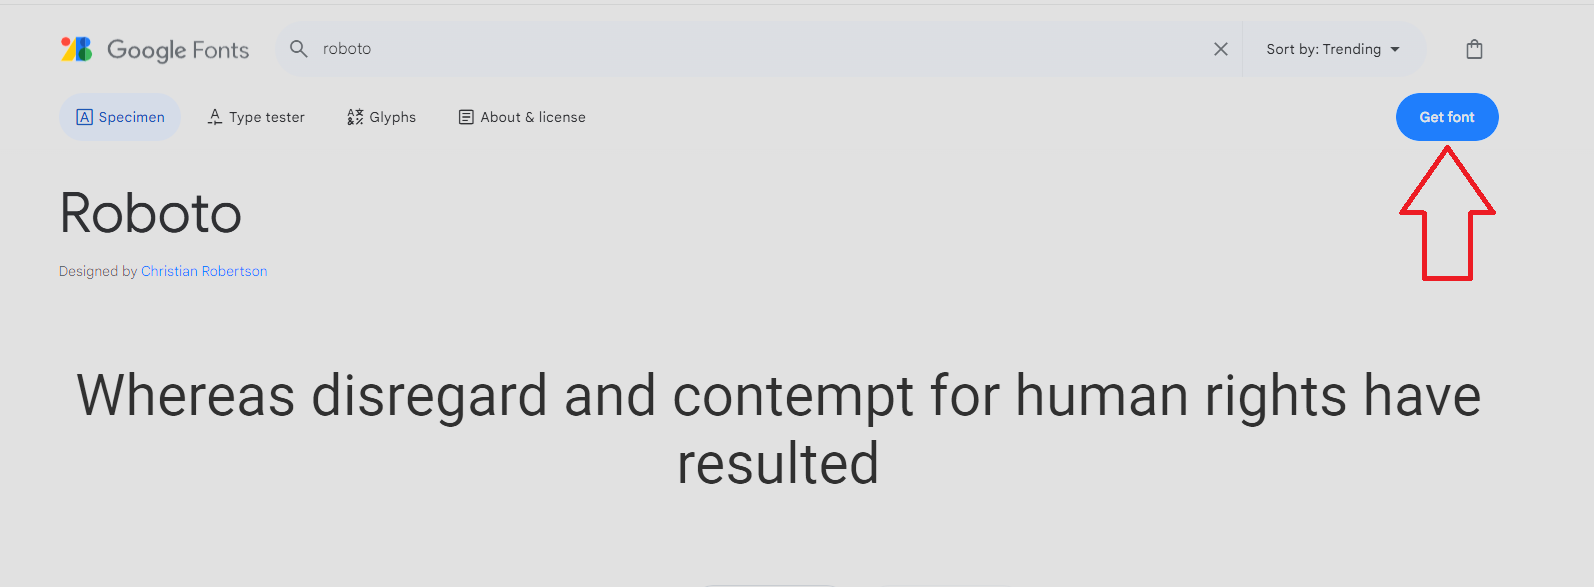 Google Fonts
roboto
Sort by: Trending
Specimen
Type tester
Glyphs
About & license
Get font
Roboto
Designed by Christian Robertson
Whereas disregard and contempt for human rights have
resulted